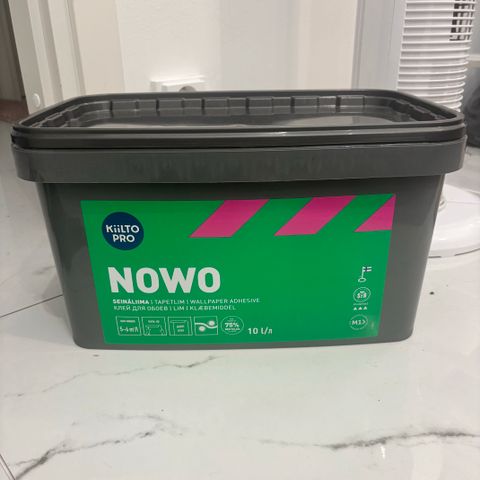 KiiLTO
PRO
NOWO
SEINÄLIIMA | TAPETLIM | WALLPAPER ADHESIVE
КЛЕЙ ДЛЯ ОБОЕВ | LIM | KLÆBEMIDDEL
5-6 m²/l
75%
10 l/л
M1